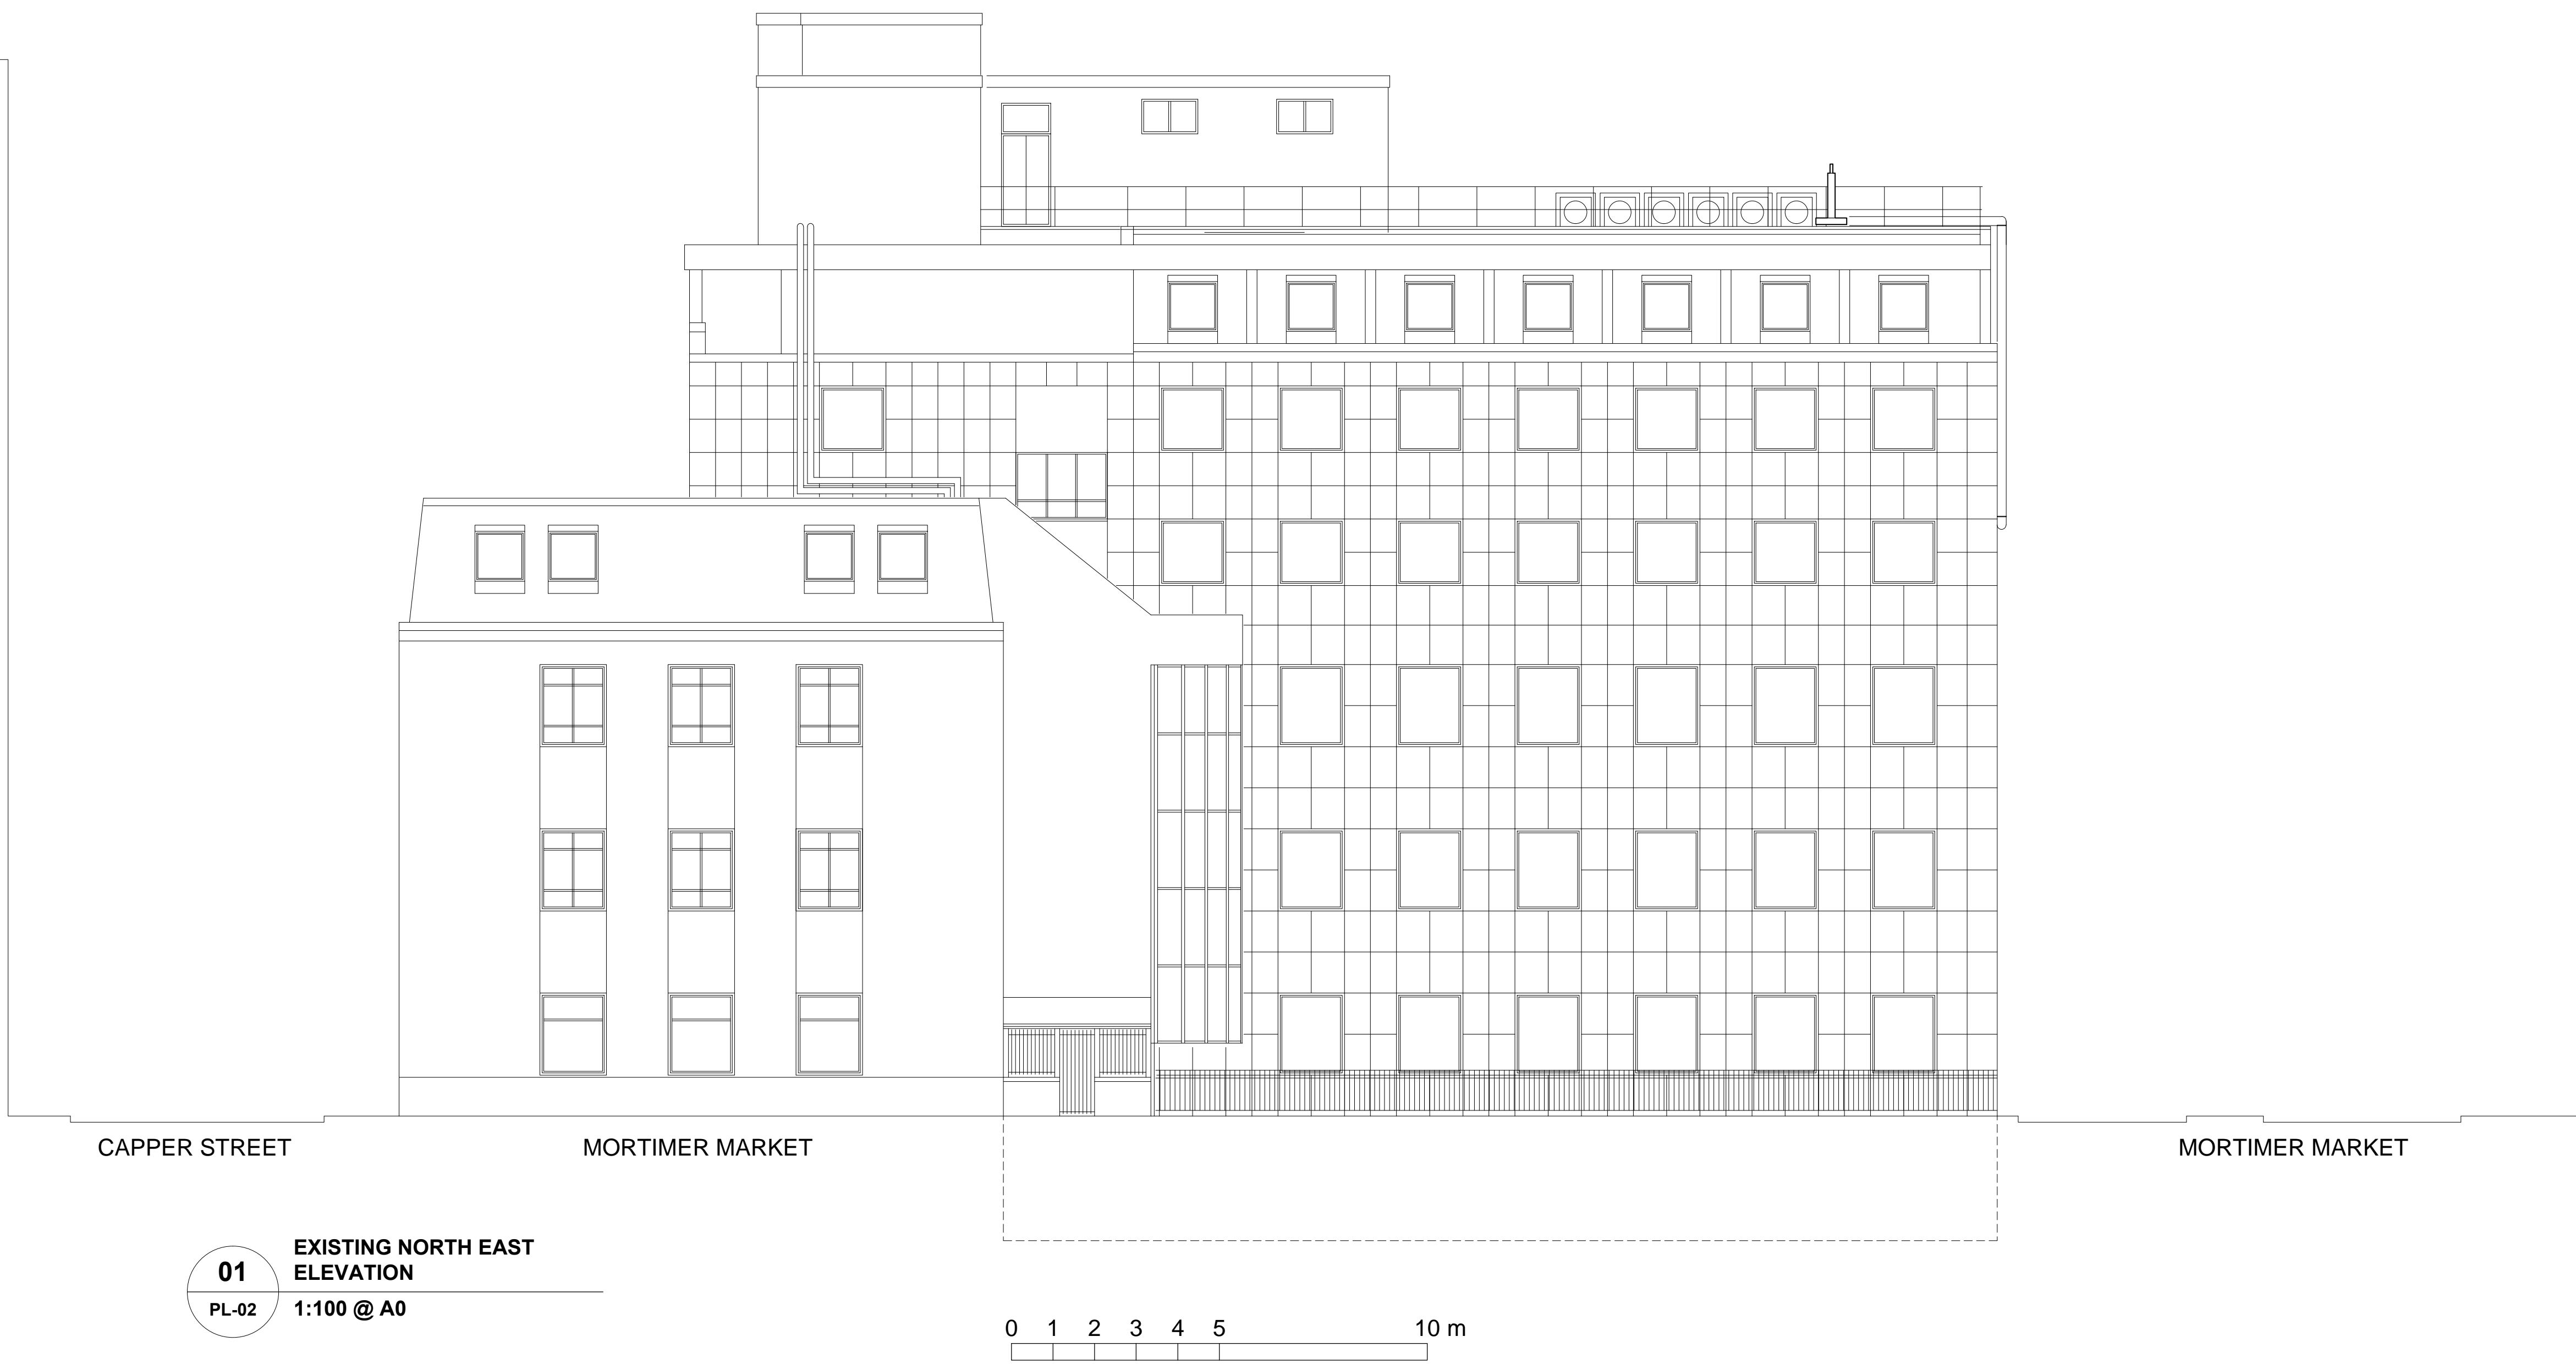 CAPPER STREET
MORTIMER MARKET
MORTIMER MARKET
01
PL-02
EXISTING NORTH EAST
ELEVATION
1:100 @ A0
0 1 2 3 4 5 10 m